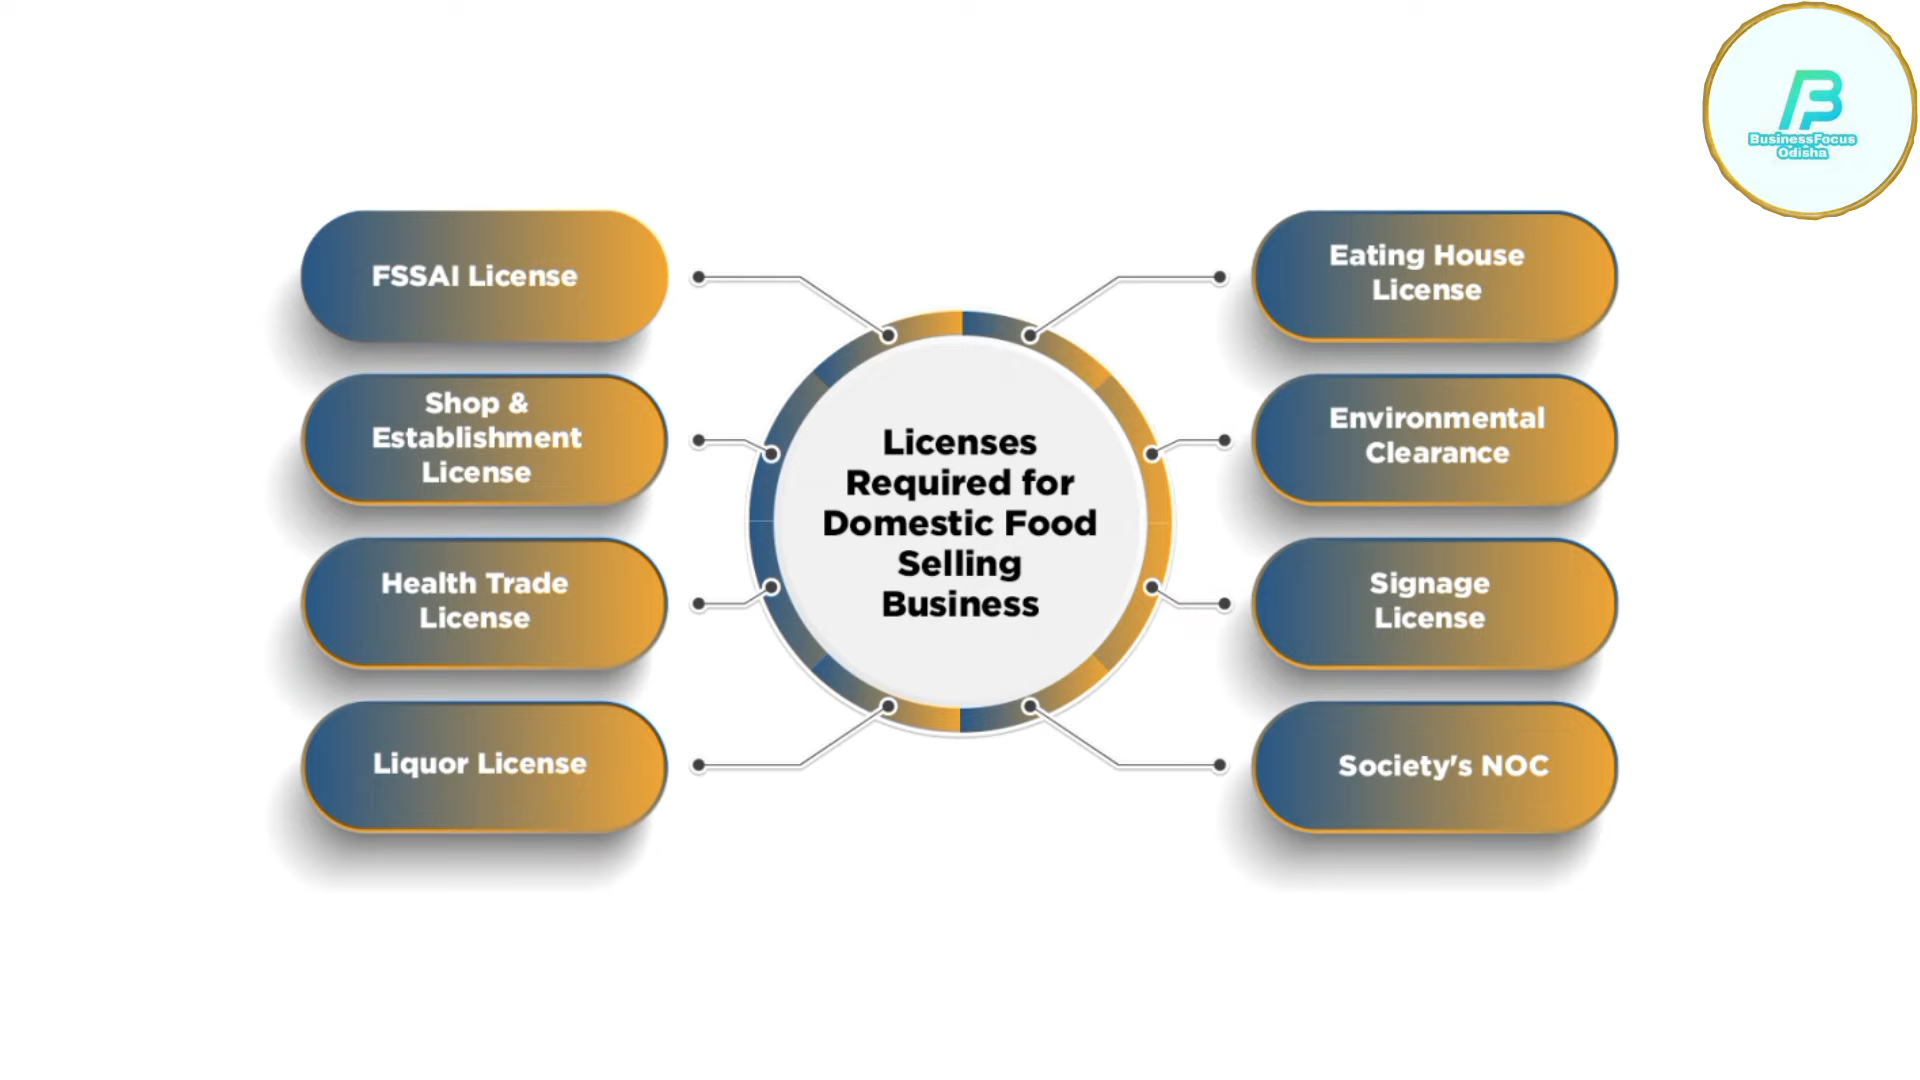 BusinessFocus
Odisha
FSSAI License
Shop &
Establishment
License
Health Trade
License
Liquor License
Licenses
Required for
Domestic Food
Selling
Business
Eating House
License
Environmental
Clearance
Signage
License
Society's NOC